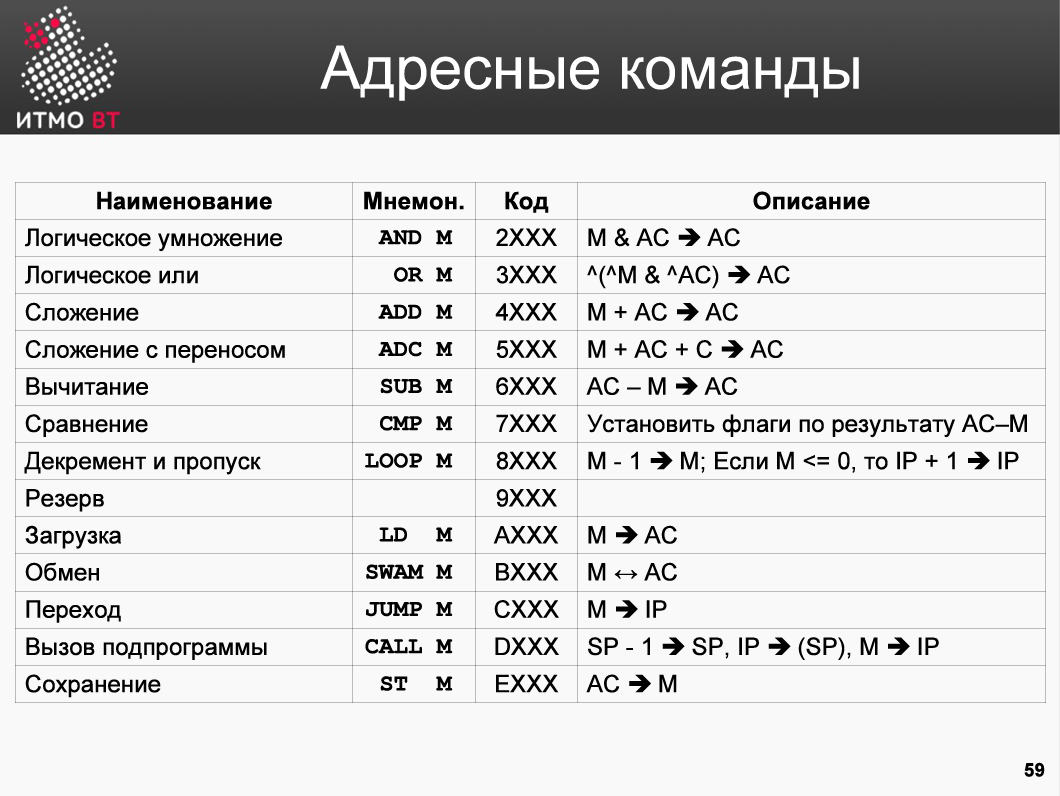 ИТМО ВТ
Адресные команды
Наименование Мнемон. Код Описание
Логическое умножение AND M 2XXX M & AC ➔ AC
Логическое или OR M 3XXX ^(^M & ^AC) ➔ AC
Сложение ADD M 4XXX M + AC ➔ AC
Сложение с переносом ADC M 5XXX M + AC + C ➔ AC
Вычитание SUB M 6XXX AC – M ➔ AC
Сравнение CMP M 7XXX Установить флаги по результату AC–M
Декремент и пропуск LOOP M 8XXX M - 1 ➔ M; Если M <= 0, то IP + 1 ➔ IP
Резерв 9XXX
Загрузка LD M AXXX M ➔ AC
Обмен SWAM M BXXX M ↔ AC
Переход JUMP M CXXX M ➔ IP
Вызов подпрограммы CALL M DXXX SP - 1 ➔ SP, IP ➔ (SP), M ➔ IP
Сохранение ST M EXXX AC ➔ M
59